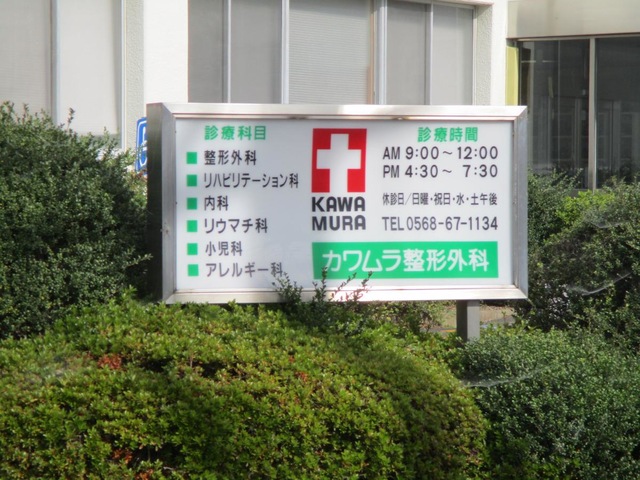 診療科目
整形外科
リハビリテーション科
内科
リウマチ科
小児科
アレルギー科
KAWA
MURA
診療時間
AM 9:00～12:00
PM 4:30～ 7:30
休診日/日曜・祝日・水・土午後
TEL 0568-67-1134
カワムラ整形外科